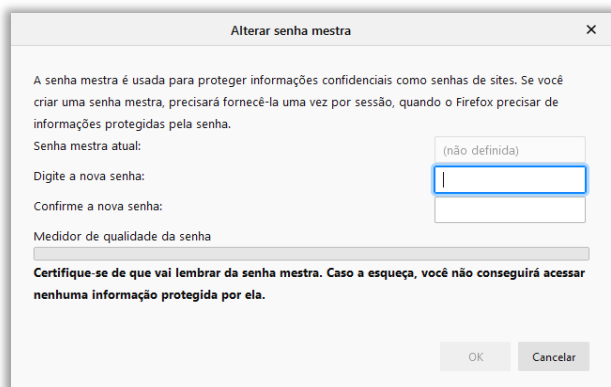 Alterar senha mestra
A senha mestra é usada para proteger informações confidenciais como senhas de sites. Se você
criar uma senha mestra, precisará fornecê-la uma vez por sessão, quando o Firefox precisar de
informações protegidas pela senha.
Senha mestra atual: (não definida)
Digite a nova senha:
Confirme a nova senha:
Medidor de qualidade da senha
Certifique-se de que vai lembrar da senha mestra. Caso a esqueça, você não conseguirá acessar
nenhuma informação protegida por ela.
OK Cancelar